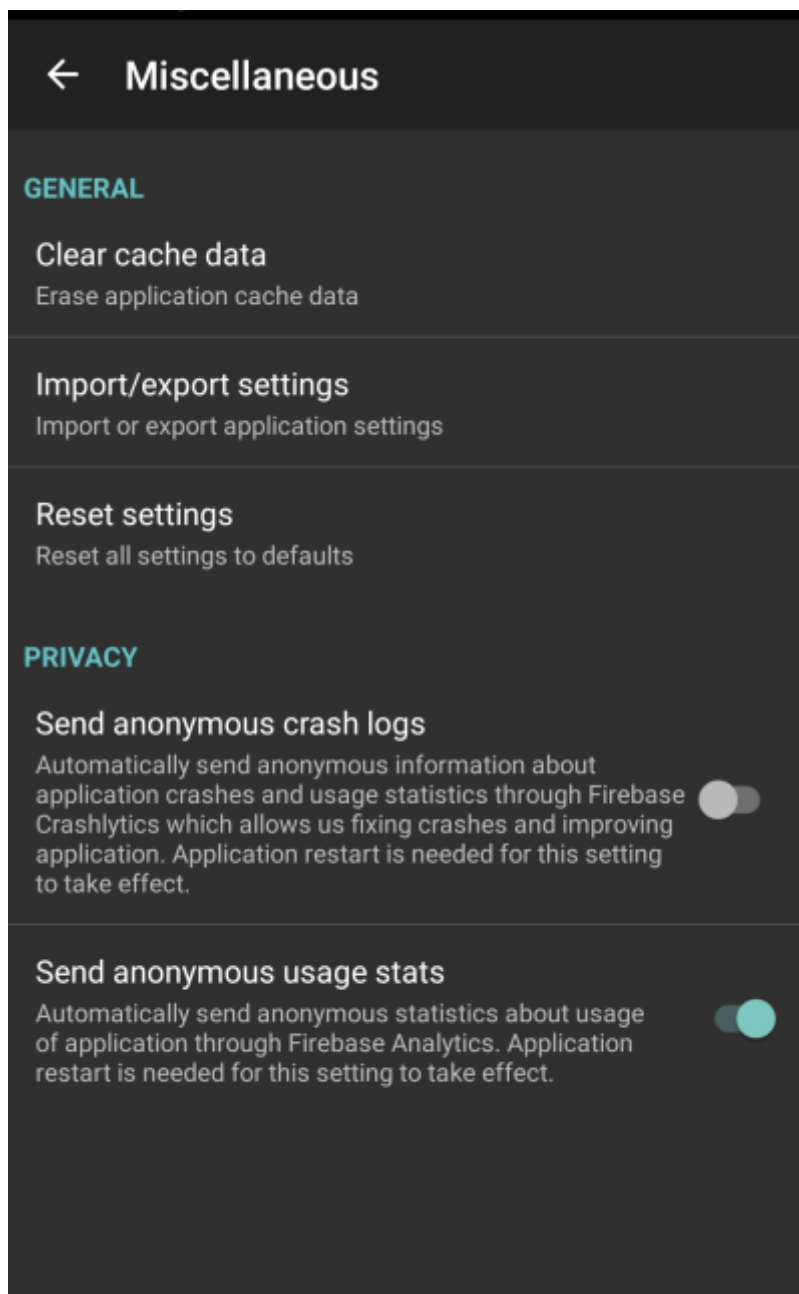 Miscellaneous
GENERAL
Clear cache data
Erase application cache data
Import/export settings
Import or export application settings
Reset settings
Reset all settings to defaults
PRIVACY
Send anonymous crash logs
Automatically send anonymous information about
application crashes and usage statistics through Firebase
Crashlytics which allows us fixing crashes and improving
application. Application restart is needed for this setting
to take effect.
Send anonymous usage stats
Automatically send anonymous statistics about usage
of application through Firebase Analytics. Application
restart is needed for this setting to take effect.